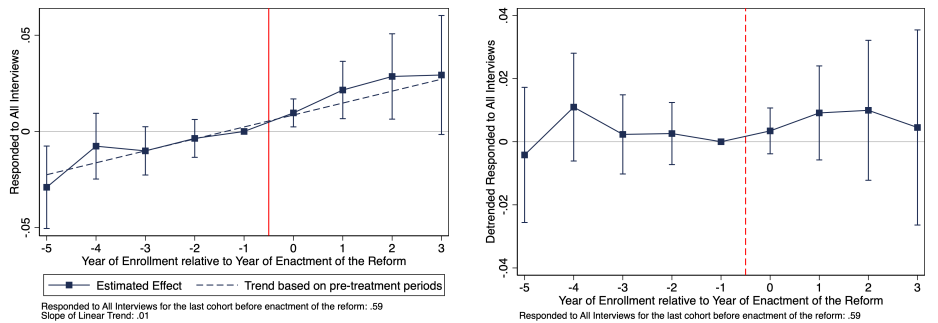 Responded to All Interviews
.05
0
-.05
-5 -4 -3 -2 -1 0 1 2 3
Year of Enrollment relative to Year of Enactment of the Reform
Estimated Effect Trend based on pre-treatment periods
Responded to All Interviews for the last cohort before enactment of the reform: .59
Slope of Linear Trend: .01
Detrended Responded to All Interviews
.04
.02
0
-.02
-.04
-5 -4 -3 -2 -1 0 1 2 3
Year of Enrollment relative to Year of Enactment of the Reform
Responded to All Interviews for the last cohort before enactment of the reform: .59